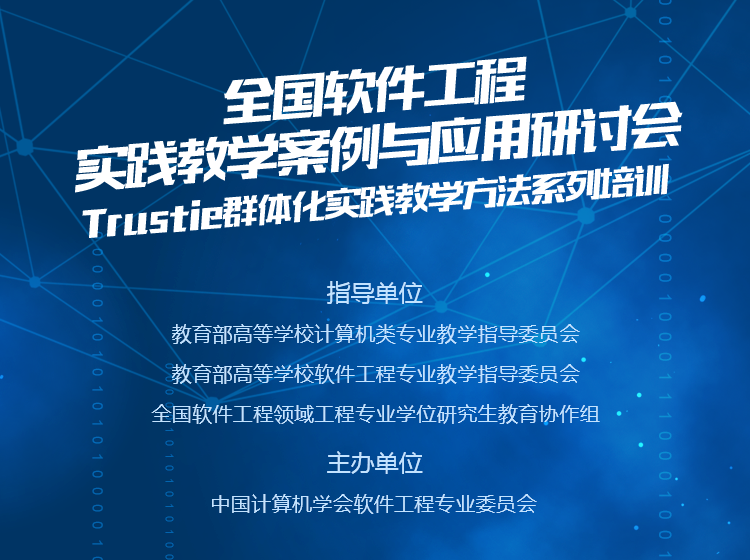 全国软件工程
实践教学案例与应用研讨会
Trustie群体化实践教学方法系列培训
指导单位
教育部高等学校计算机类专业教学指导委员会
教育部高等学校软件工程专业教学指导委员会
全国软件工程领域工程专业学位研究生教育协作组
主办单位
中国计算机学会软件工程专业委员会